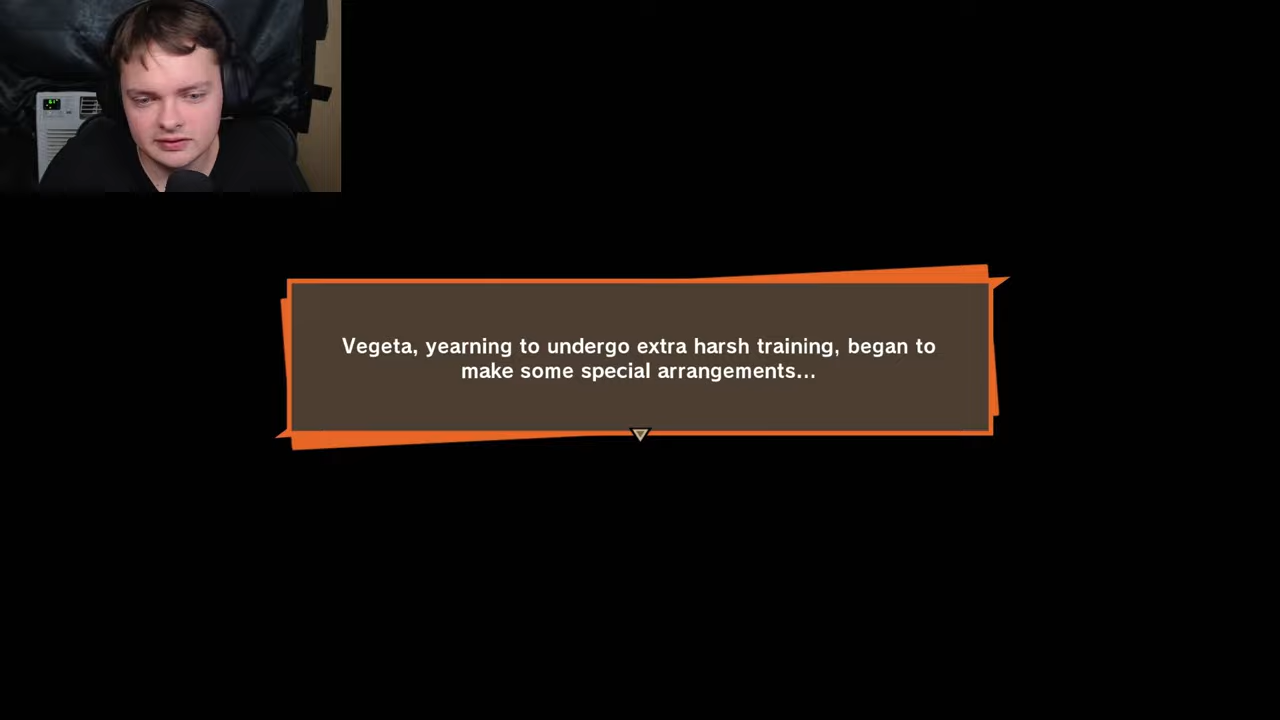 Vegeta, yearning to undergo extra harsh training, began to
make some special arrangements...